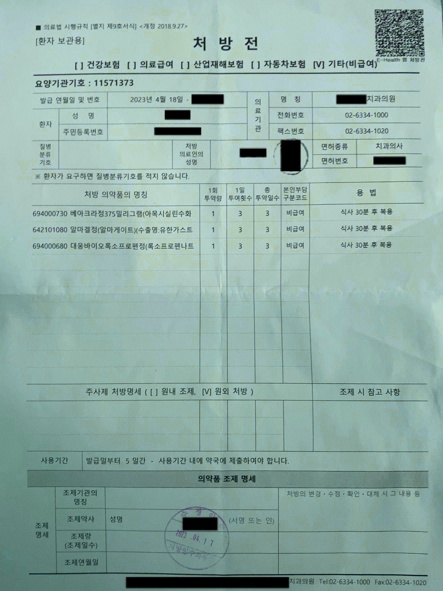 ■ 의료법 시행규칙 [별지 제9호서식] <개정 2018.9.27>
[환자 보관용]
처 방 전
E-Health 회 처방전
[ ] 건강보험 [ ] 의료급여 [ ] 산업재해보험 [ ] 자동차보험 [V] 기타(비급여)
요양기관기호 : 11571373
발급 연월일 및 번호 2023년 4월 18일 -
환자 성 명
주민등록번호
의료기관
명 칭 치과의원
전화번호 02-6334-1000
팩스번호 02-6334-1020
질병분류기호
처방의료인의 성명
면허종류 치과의사
면허번호
※ 환자가 요구하면 질병분류기호를 적지 않습니다.
처방 의약품의 명칭 1회 투약량 1일 투여횟수 총 투약일수 본인부담 구분코드 용 법
694000730 베아크라정375밀리그램(아목시실린수화 1 3 3 비급여 식사 30분 후 복용
642101080 알마겔정(알마게이트)(수출명:유한가스트 1 3 3 비급여 식사 30분 후 복용
694000680 대웅바이오록소프로펜정(록소프로펜나트 1 3 3 비급여 식사 30분 후 복용
주사제 처방명세 ( [ ] 원내 조제, [V] 원외 처방 ) 조제 시 참고 사항
사용기간 발급일부터 5 일간 - 사용기간 내에 약국에 제출하여야 합니다.
의약품 조제 명세
조제명세
조제기관의 명칭
처방의 변경·수정·확인·대체 시 그 내용 등
조제약사 성명 (서명 또는 인)
조제량 (조제일수)
조제연월일
치과의원 Tel:02-6334-1000 Fax:02-6334-1020